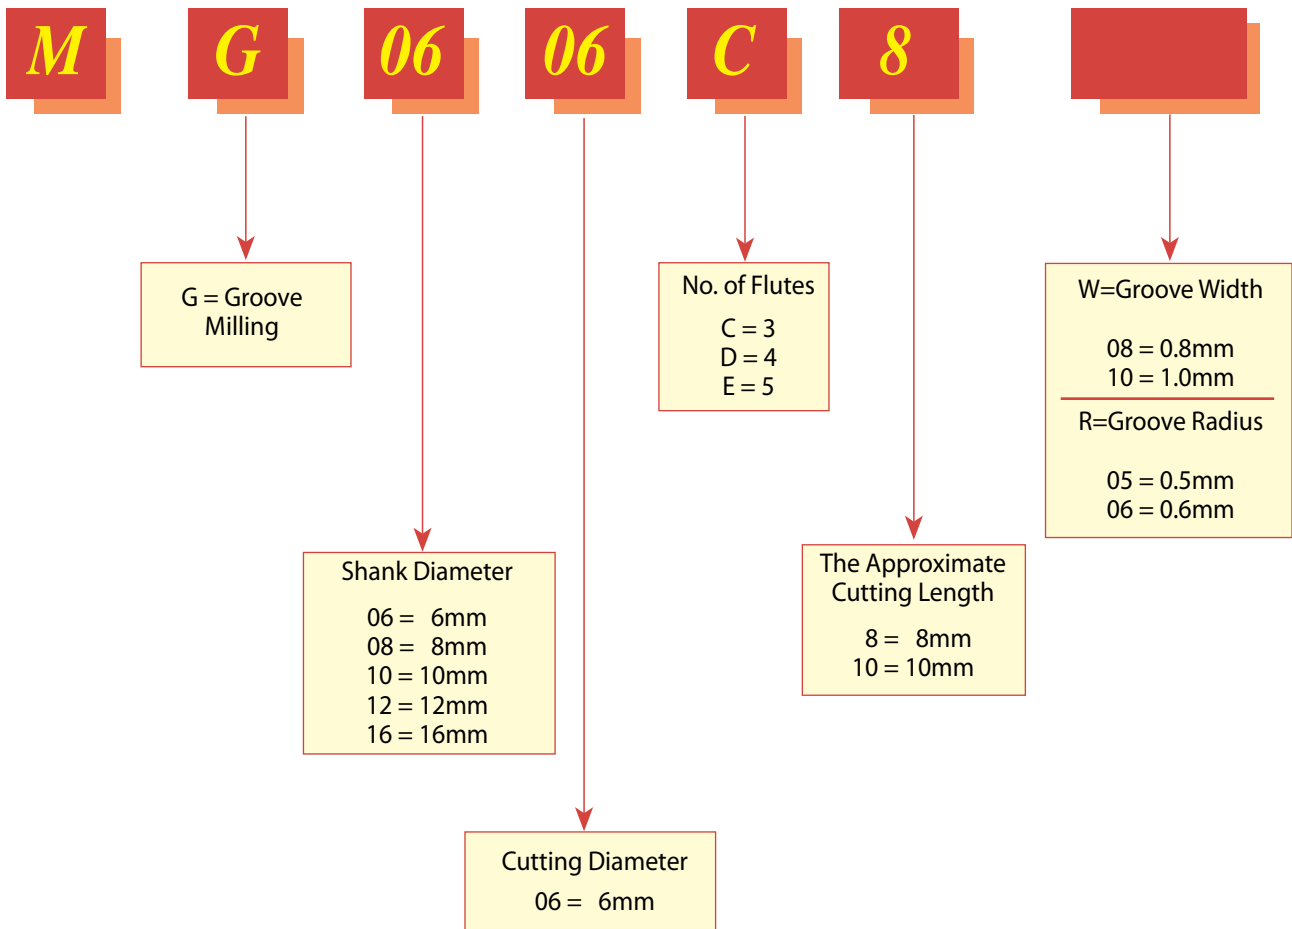 M G 06 06 C 8
G = Groove
Milling
No. of Flutes
C = 3
D = 4
E = 5
W=Groove Width
08 = 0.8mm
10 = 1.0mm
R=Groove Radius
05 = 0.5mm
06 = 0.6mm
Shank Diameter
06 = 6mm
08 = 8mm
10 = 10mm
12 = 12mm
16 = 16mm
The Approximate
Cutting Length
8 = 8mm
10 = 10mm
Cutting Diameter
06 = 6mm